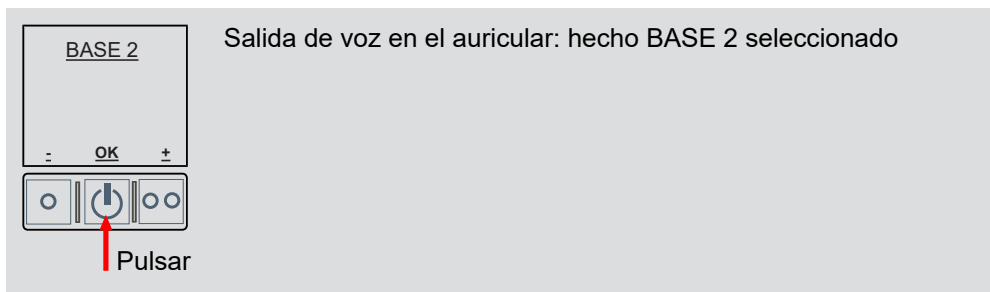 BASE 2
Salida de voz en el auricular: hecho BASE 2 seleccionado
- OK +
Pulsar